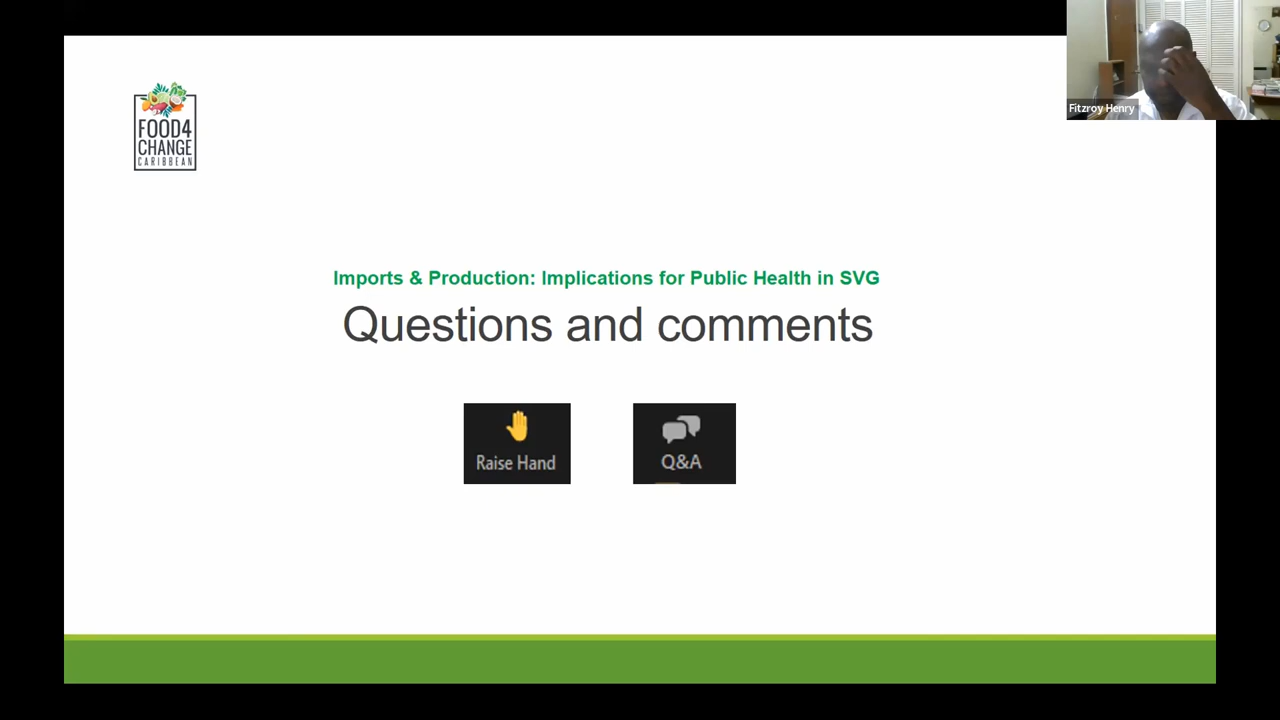 Fitzroy Henry
FOOD4
CHANGE
CARIBBEAN
Imports & Production: Implications for Public Health in SVG
Questions and comments
Raise Hand
Q&A